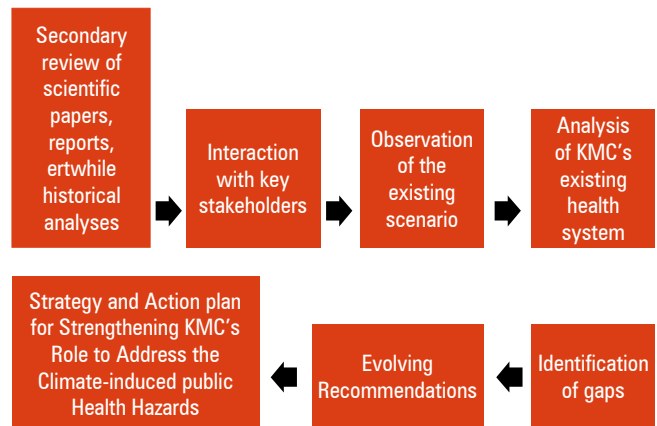 Secondary
review of
scientific
papers,
reports,
ertwhile
historical
analyses
Interaction
with key
stakeholders
Observation
of the
existing
scenario
Analysis
of KMC's
existing
health
system
Identification
of gaps
Evolving
Recommendations
Strategy and Action plan
for Strengthening KMC's
Role to Address the
Climate-induced public
Health Hazards